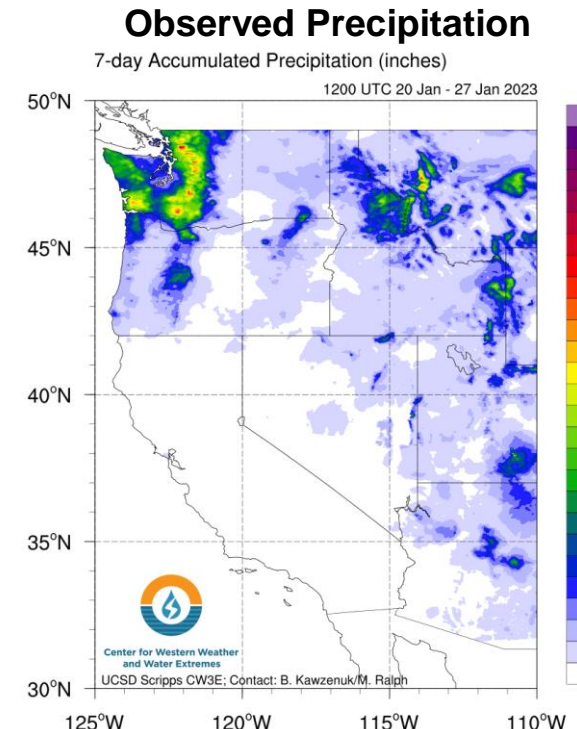 Observed Precipitation
7-day Accumulated Precipitation (inches)
1200 UTC 20 Jan - 27 Jan 2023
50°N
45°N
40°N
35°N
Center for Western Weather
and Water Extremes
UCSD Scripps CW3E; Contact: B. Kawzenuk/M. Ralph
30°N
125°W 120°W 115°W 110°W